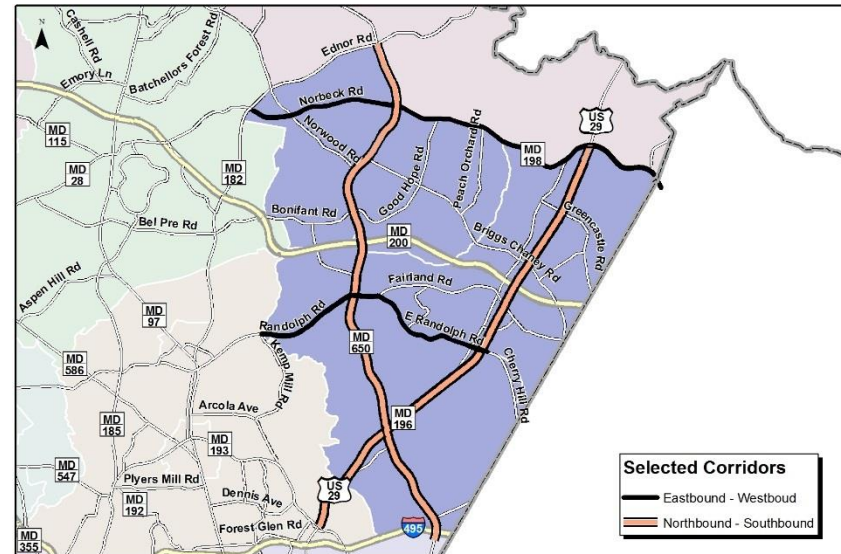 N
Cashell Rd
Batchellors Forest Rd
Ednor Rd
Emory Ln
Norbeck Rd
US
29
MD
115
Norwood Rd
Good Hope Rd
Peach Orchard Rd
MD
198
MD
28
MD
182
Bel Pre Rd
Bonifant Rd
MD
200
Briggs Chaney Rd
Greencastle Rd
Aspen Hill Rd
Fairland Rd
MD
97
Randolph Rd
E Randolph Rd
MD
650
MD
586
Kemp Mill Rd
Cherry Hill Rd
Arcola Ave
MD
196
MD
185
MD
193
MD
547
Plyers Mill Rd
US
29
MD
192
Dennis Ave
Forest Glen Rd
495
MD
355
Selected Corridors
Eastbound - Westboud
Northbound - Southbound